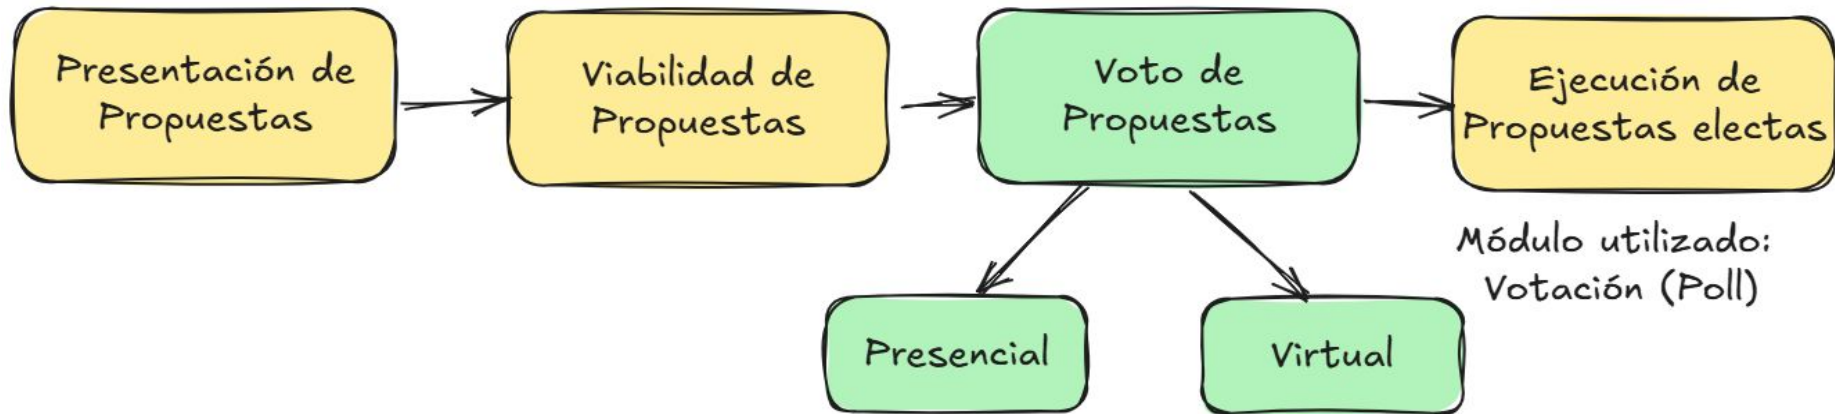 Presentación de
Propuestas
Viabilidad de
Propuestas
Voto de
Propuestas
Ejecución de
Propuestas electas
Módulo utilizado:
Votación (Poll)
Presencial
Virtual